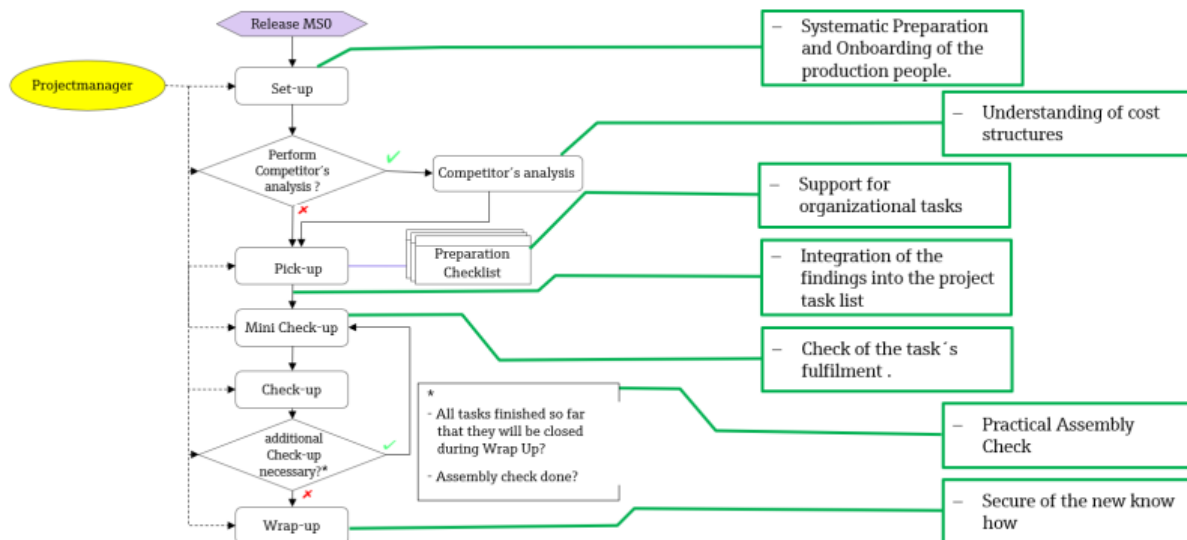 Release MS0
Projectmanager
Set-up
Perform
Competitor´s
analysis ?
Competitor´s analysis
Pick-up
Preparation
Checklist
Mini Check-up
Check-up
additional
Check-up
necessary?*
Wrap-up
*
- All tasks finished so far
that they will be closed
during Wrap Up?
- Assembly check done?
– Systematic Preparation
and Onboarding of the
production people.
– Understanding of cost
structures
– Support for
organizational tasks
– Integration of the
findings into the project
task list
– Check of the task´s
fulfilment .
– Practical Assembly
Check
– Secure of the new know
how